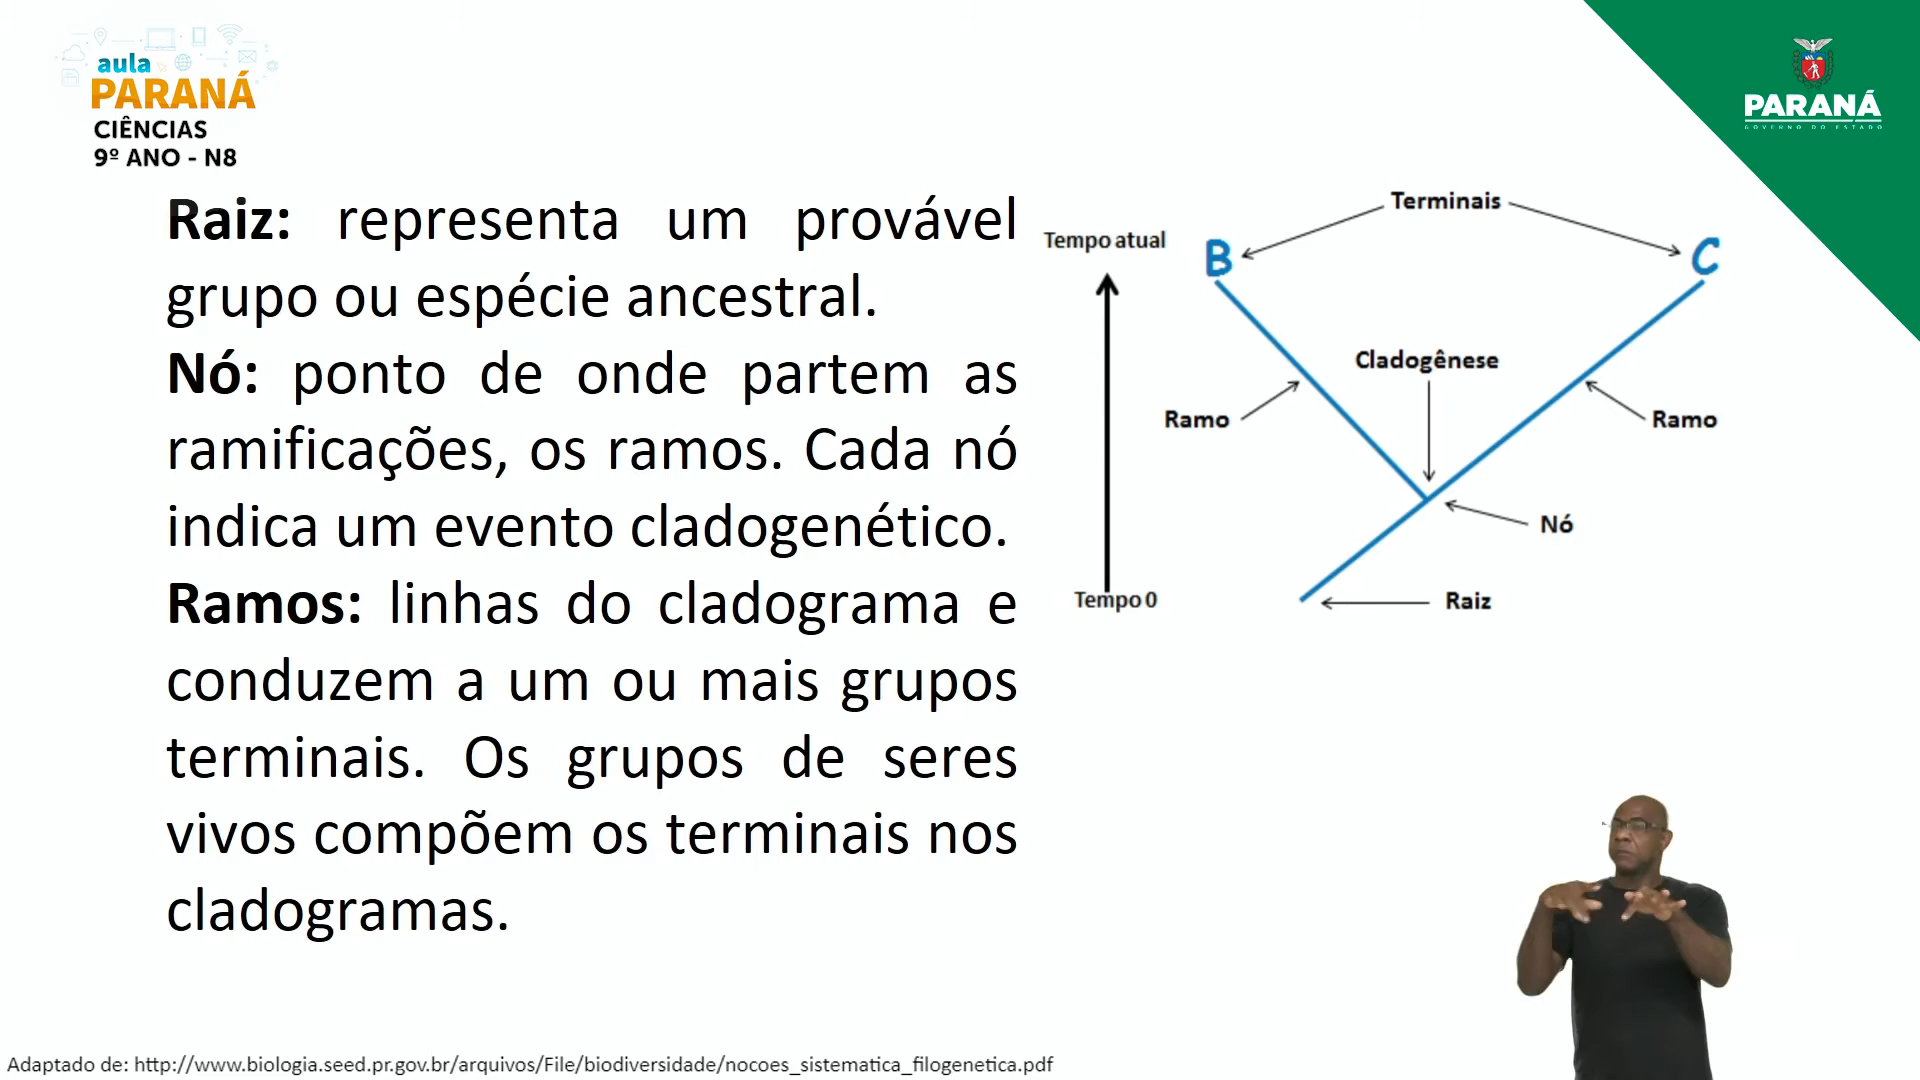 aula
PARANÁ
CIÊNCIAS
9º ANO - N8
PARANÁ
GOVERNO DO ESTADO
Raiz: representa um provável
grupo ou espécie ancestral.
Nó: ponto de onde partem as
ramificações, os ramos. Cada nó
indica um evento cladogenético.
Ramos: linhas do cladograma e
conduzem a um ou mais grupos
terminais. Os grupos de seres
vivos compõem os terminais nos
cladogramas.
Terminais
Tempo atual
B
C
Cladogênese
Ramo
Ramo
Nó
Tempo 0
Raiz
Adaptado de: http://www.biologia.seed.pr.gov.br/arquivos/File/biodiversidade/nocoes_sistematica_filogenetica.pdf